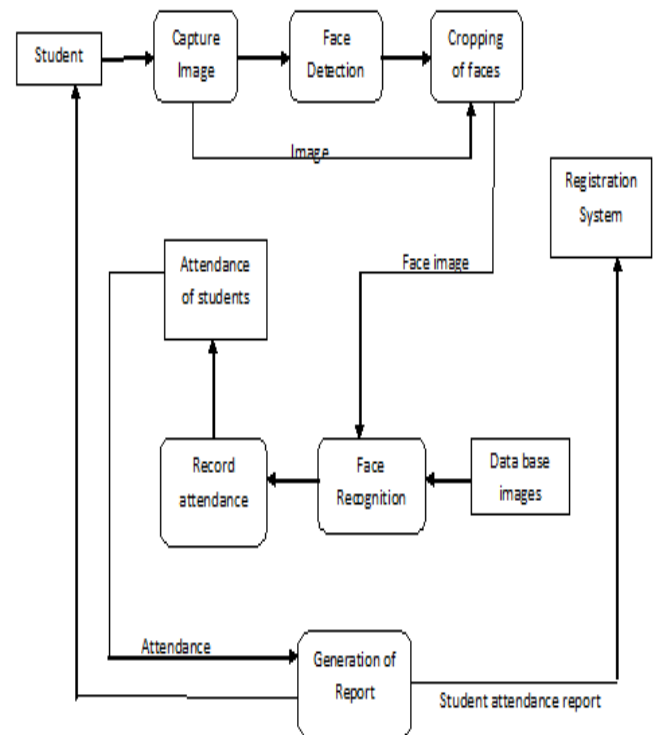 Student
Capture
Image
Face
Detection
Cropping
of faces
Image
Registration
System
Attendance
of students
Face image
Record
attendance
Face
Recognition
Data base
images
Attendance
Generation of
Report
Student attendance report